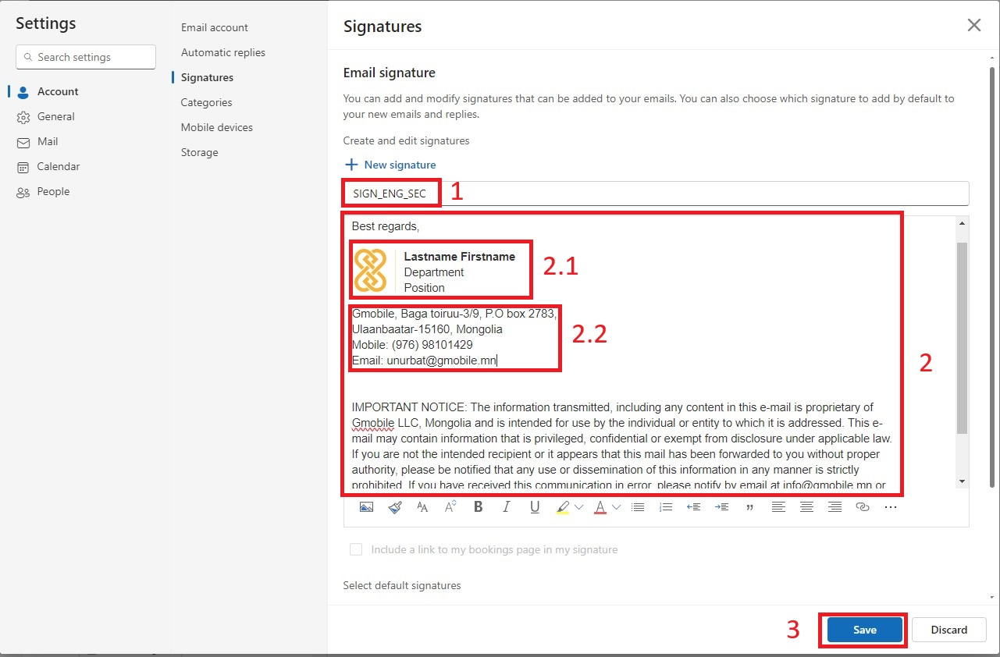 Settings
Search settings
Account
General
Mail
Calendar
People
Email account
Automatic replies
Signatures
Categories
Mobile devices
Storage
Signatures
Email signature
You can add and modify signatures that can be added to your emails. You can also choose which signature to add by default to
your new emails and replies.
Create and edit signatures
New signature
SIGN_ENG_SEC
1
Best regards,
Lastname Firstname
Department
Position
2.1
Gmobile, Baga toiruu-3/9, P.O box 2783,
Ulaanbaatar-15160, Mongolia
Mobile: (976) 98101429
Email: unurbat@gmobile.mn
2.2
2
IMPORTANT NOTICE: The information transmitted, including any content in this e-mail is proprietary of
Gmobile LLC, Mongolia and is intended for use by the individual or entity to which it is addressed. This e-
mail may contain information that is privileged, confidential or exempt from disclosure under applicable law.
If you are not the intended recipient or it appears that this mail has been forwarded to you without proper
authority, please be notified that any use or dissemination of this information in any manner is strictly
prohibited. If you have received this communication in error, please notify by email at info@gmobile.mn or
Include a link to my bookings page in my signature
Select default signatures
3
Save
Discard